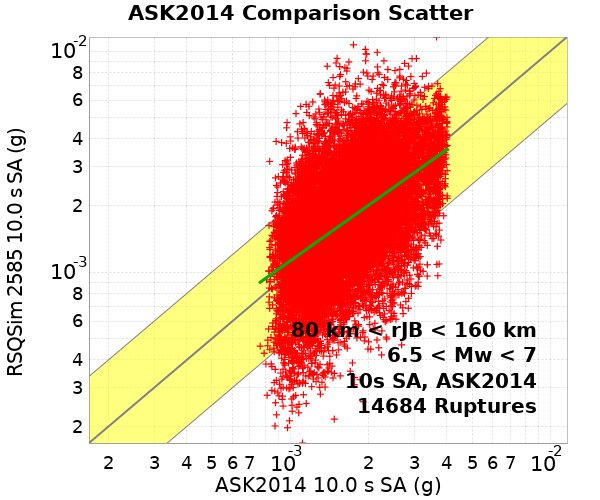 ASK2014 Comparison Scatter
RSQSim 2585 10.0 s SA (g)
10^-2
8
6
4
3
2
10^-3
8
6
4
3
2
80 km < rJB < 160 km
6.5 < Mw < 7
10s SA, ASK2014
14684 Ruptures
2 3 4 5 6 7 10^-3 2 3 4 5 6 7 10^-2
ASK2014 10.0 s SA (g)